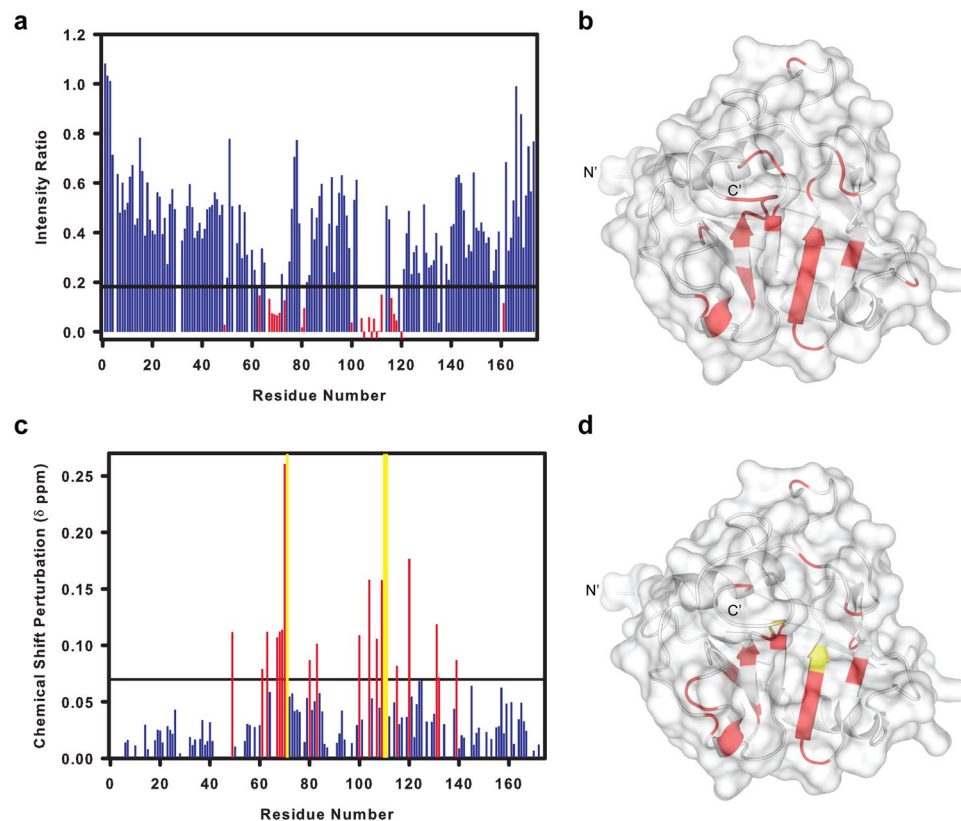 a
1.2
1.0
0.8
0.6
0.4
0.2
0.0
Intensity Ratio
0 20 40 60 80 100 120 140 160
Residue Number
b
N'
C'
c
0.25
0.20
0.15
0.10
0.05
0.00
Chemical Shift Perturbation (δ ppm)
0 20 40 60 80 100 120 140 160
Residue Number
d
N'
C'